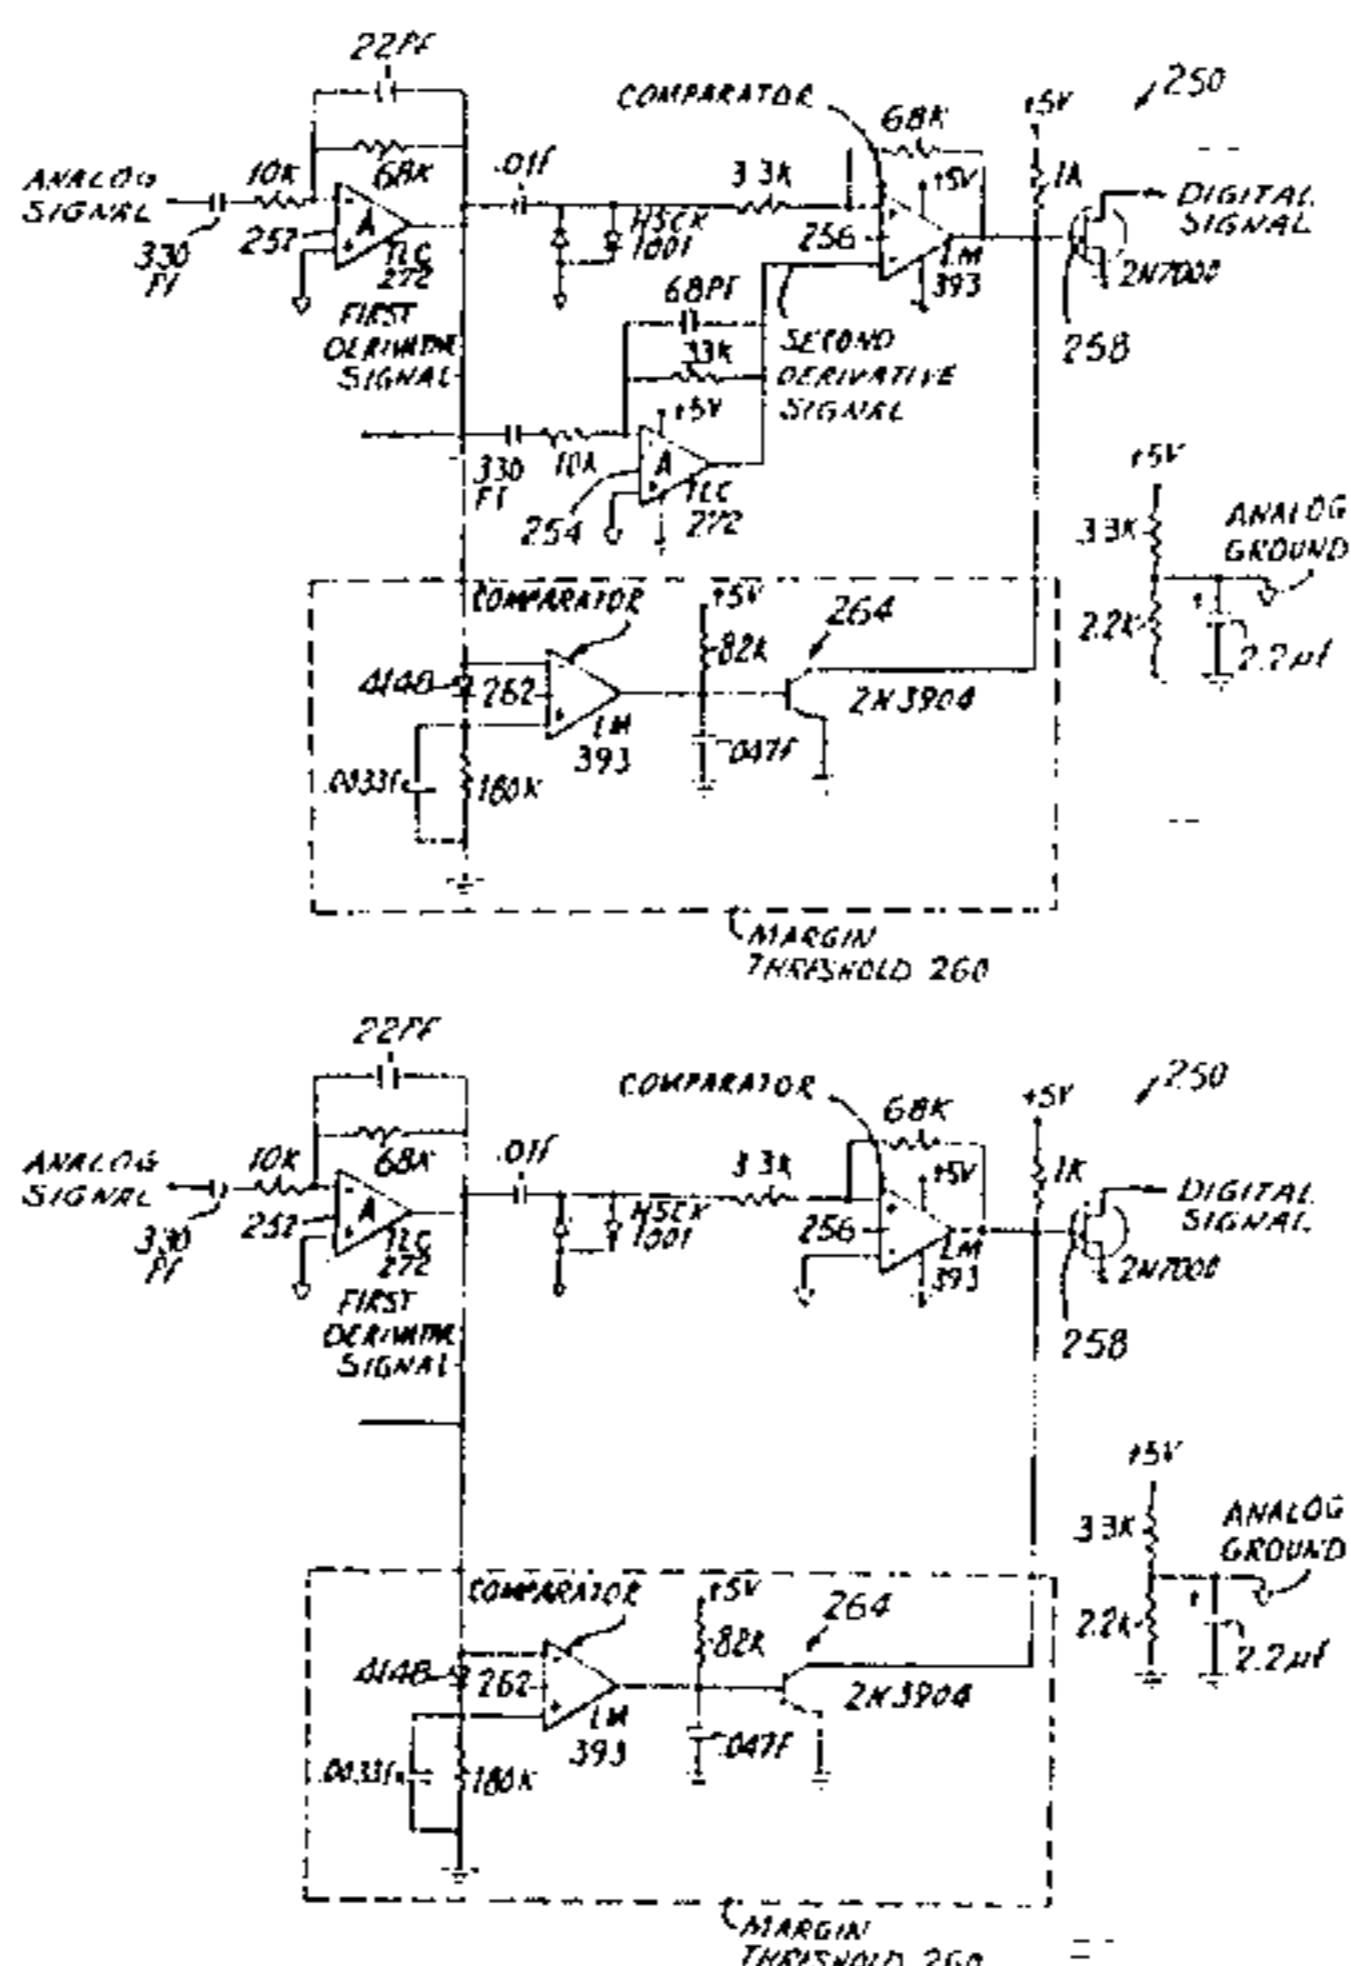 22PF
COMPARATOR
250
+5V
68K
ANALOG
SIGNAL
10K
68K
.01f
3.3K
+5V
1K
DIGITAL
SIGNAL
A
HSCK
1001
256
252
330
Pf
TLC
272
LM
393
2N7000
258
68PF
FIRST
DERIVATIVE
SIGNAL
33K
SECOND
DERIVATIVE
SIGNAL
+5V
330
Pf
10K
A
TLC
272
254
+5V
3.3K
ANALOG
GROUND
2.2K
2.2µf
COMPARATOR
+5V
82K
264
4148
262
2N3904
LM
393
.047f
.0033f
180K
MARGIN
THRESHOLD 260
22PF
COMPARATOR
250
+5V
68K
ANALOG
SIGNAL
10K
68K
.01f
3.3K
+5V
1K
DIGITAL
SIGNAL
A
HSCK
1001
256
252
330
Pf
TLC
272
LM
393
2N7000
258
FIRST
DERIVATIVE
SIGNAL
+5V
3.3K
ANALOG
GROUND
2.2K
2.2µf
COMPARATOR
+5V
82K
264
4148
262
2N3904
LM
393
.047f
.0033f
180K
MARGIN
THRESHOLD 260